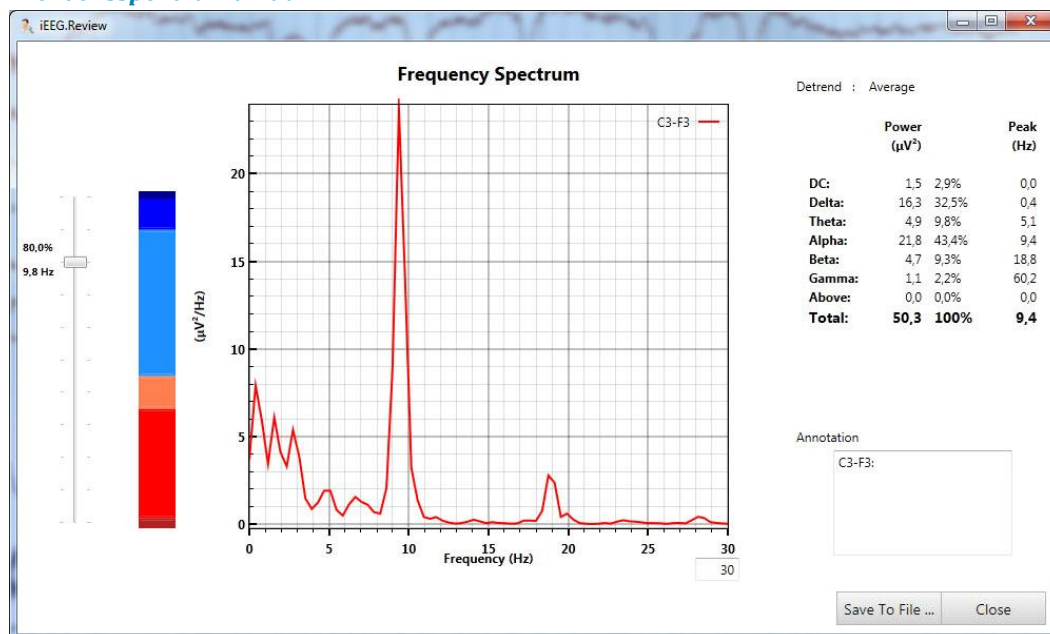 iEEG.Review
Frequency Spectrum
C3-F3
20
15
10
5
0
(µV²/Hz)
0 5 10 15 20 25 30
Frequency (Hz)
30
80,0%
9,8 Hz
Detrend : Average
Power Peak
(µV²) (Hz)
DC: 1,5 2,9% 0,0
Delta: 16,3 32,5% 0,4
Theta: 4,9 9,8% 5,1
Alpha: 21,8 43,4% 9,4
Beta: 4,7 9,3% 18,8
Gamma: 1,1 2,2% 60,2
Above: 0,0 0,0% 0,0
Total: 50,3 100% 9,4
Annotation
C3-F3:
Save To File ... Close